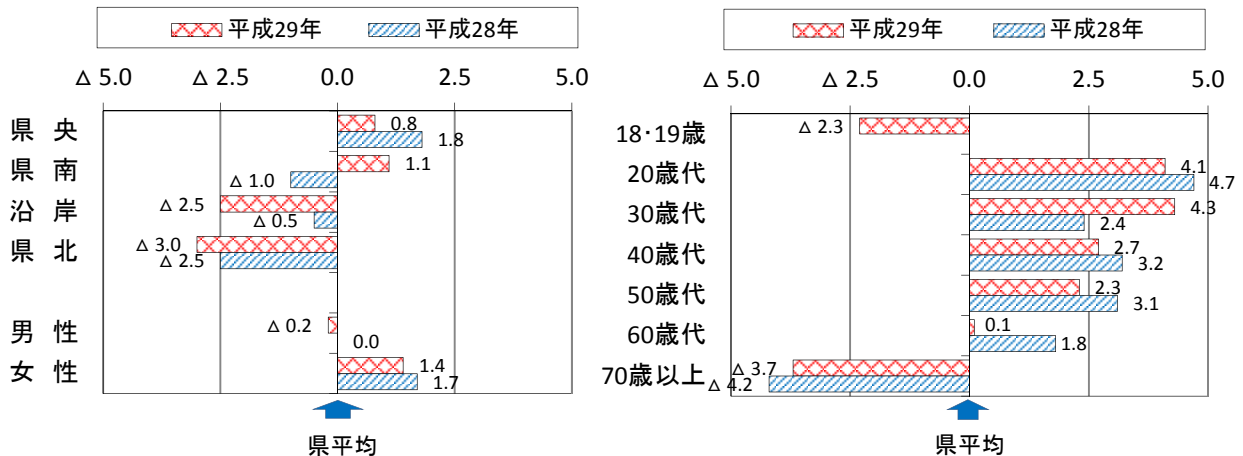 平成29年 平成28年
△ 5.0 △ 2.5 0.0 2.5 5.0
県 央 0.8
1.8
県 南 1.1
△ 1.0
沿 岸 △ 2.5
△ 0.5
県 北 △ 3.0
△ 2.5
男 性 △ 0.2
0.0
女 性 1.4
1.7
県平均
平成29年 平成28年
△ 5.0 △ 2.5 0.0 2.5 5.0
18･19歳 △ 2.3
20歳代 4.1
4.7
30歳代 4.3
2.4
40歳代 2.7
3.2
50歳代 2.3
3.1
60歳代 0.1
1.8
70歳以上 △ 3.7
△ 4.2
県平均